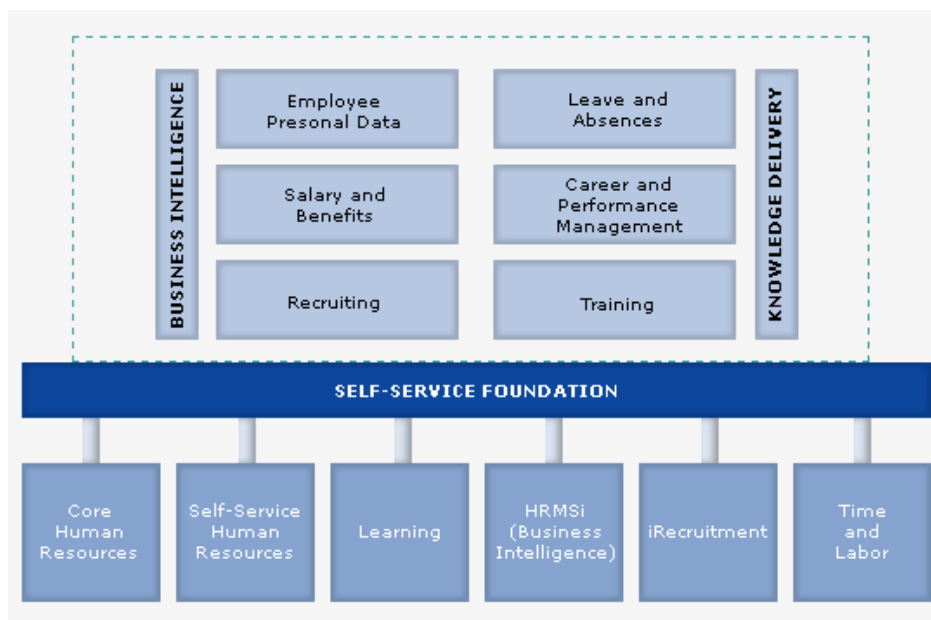 BUSINESS INTELLIGENCE
Employee
Presonal Data
Leave and
Absences
KNOWLEDGE DELIVERY
Salary and
Benefits
Career and
Performance
Management
Recruiting
Training
SELF-SERVICE FOUNDATION
Core
Human
Resources
Self-Service
Human
Resources
Learning
HRMSi
(Business
Intelligence)
iRecruitment
Time
and
Labor